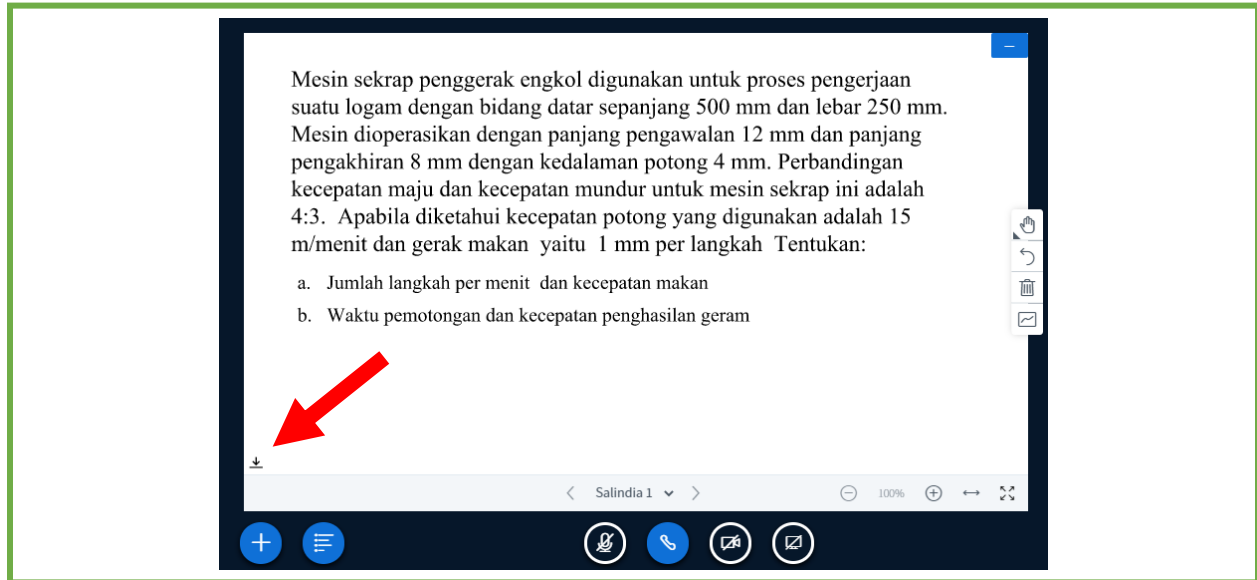 Mesin sekrap penggerak engkol digunakan untuk proses pengerjaan
suatu logam dengan bidang datar sepanjang 500 mm dan lebar 250 mm.
Mesin dioperasikan dengan panjang pengawalan 12 mm dan panjang
pengakhiran 8 mm dengan kedalaman potong 4 mm. Perbandingan
kecepatan maju dan kecepatan mundur untuk mesin sekrap ini adalah
4:3. Apabila diketahui kecepatan potong yang digunakan adalah 15
m/menit dan gerak makan yaitu 1 mm per langkah Tentukan:
a. Jumlah langkah per menit dan kecepatan makan
b. Waktu pemotongan dan kecepatan penghasilan geram
Salindia 1
100%